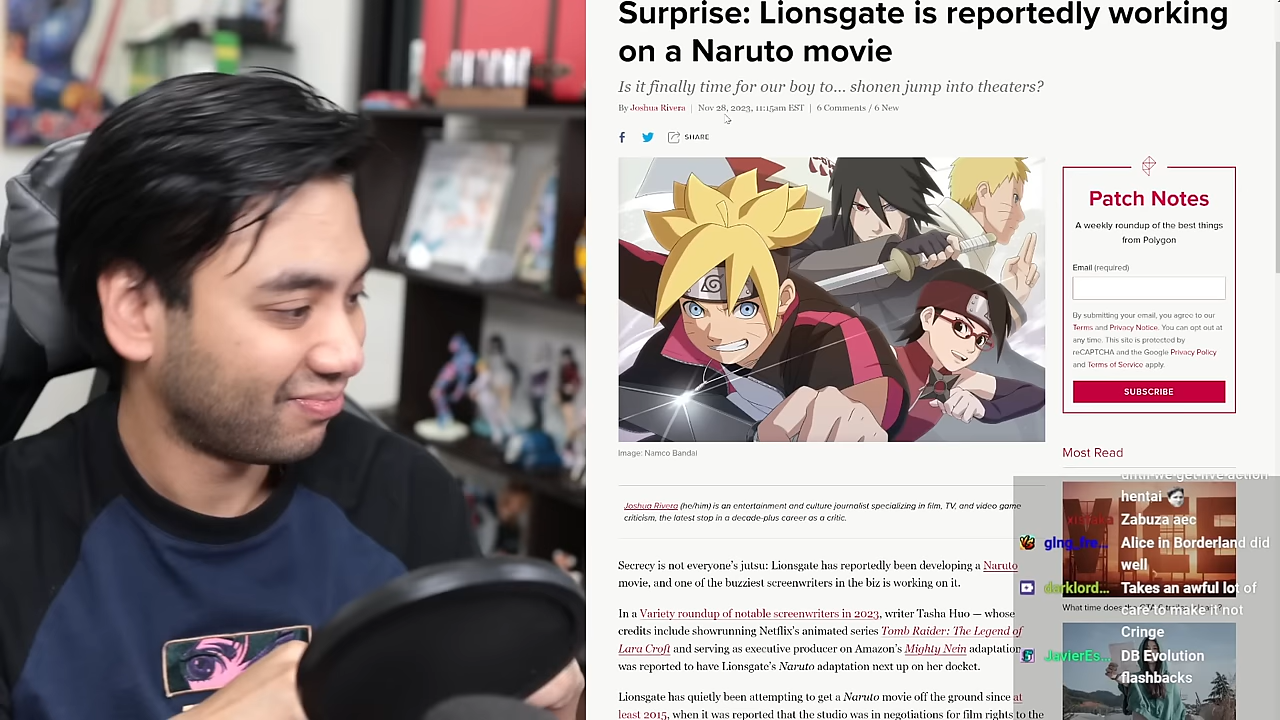 Surprise: Lionsgate is reportedly working
on a Naruto movie
Is it finally time for our boy to... shonen jump into theaters?
By Joshua Rivera | Nov 28, 2023, 11:15am EST | 6 Comments / 6 New
SHARE
Image: Namco Bandai
Joshua Rivera (he/him) is an entertainment and culture journalist specializing in film, TV, and video game
criticism, the latest stop in a decade-plus career as a critic.
Secrecy is not everyone's jutsu: Lionsgate has reportedly been developing a Naruto
movie, and one of the buzziest screenwriters in the biz is working on it.
In a Variety roundup of notable screenwriters in 2023, writer Tasha Huo — whose
credits include showrunning Netflix's animated series Tomb Raider: The Legend of
Lara Croft and serving as executive producer on Amazon's Mighty Nein adaptation
was reported to have Lionsgate's Naruto adaptation next up on her docket.
Lionsgate has quietly been attempting to get a Naruto movie off the ground since at
least 2015, when it was reported that the studio was in negotiations for film rights to the
Patch Notes
A weekly roundup of the best things
from Polygon
Email (required)
By submitting your email, you agree to our
Terms and Privacy Notice. You can opt out at
any time. This site is protected by
reCAPTCHA and the Google Privacy Policy
and Terms of Service apply.
SUBSCRIBE
Most Read
until we get live action
hentai
Zabuza aec
glng_fre... Alice in Borderland did
well
darklord... Takes an awful lot of
care to make it not
Cringe
What time does the
JavierEs... DB Evolution
flashbacks